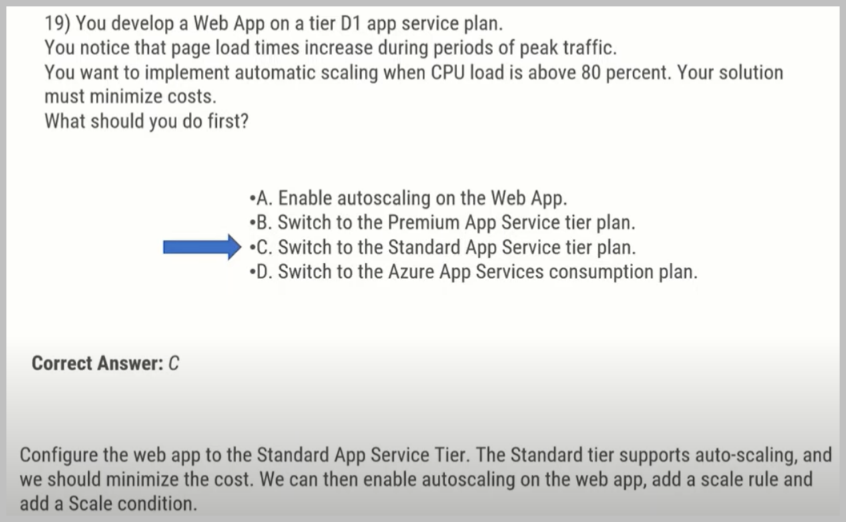 19) You develop a Web App on a tier D1 app service plan.
You notice that page load times increase during periods of peak traffic.
You want to implement automatic scaling when CPU load is above 80 percent. Your solution
must minimize costs.
What should you do first?
•A. Enable autoscaling on the Web App.
•B. Switch to the Premium App Service tier plan.
•C. Switch to the Standard App Service tier plan.
•D. Switch to the Azure App Services consumption plan.
Correct Answer: C
Configure the web app to the Standard App Service Tier. The Standard tier supports auto-scaling, and
we should minimize the cost. We can then enable autoscaling on the web app, add a scale rule and
add a Scale condition.